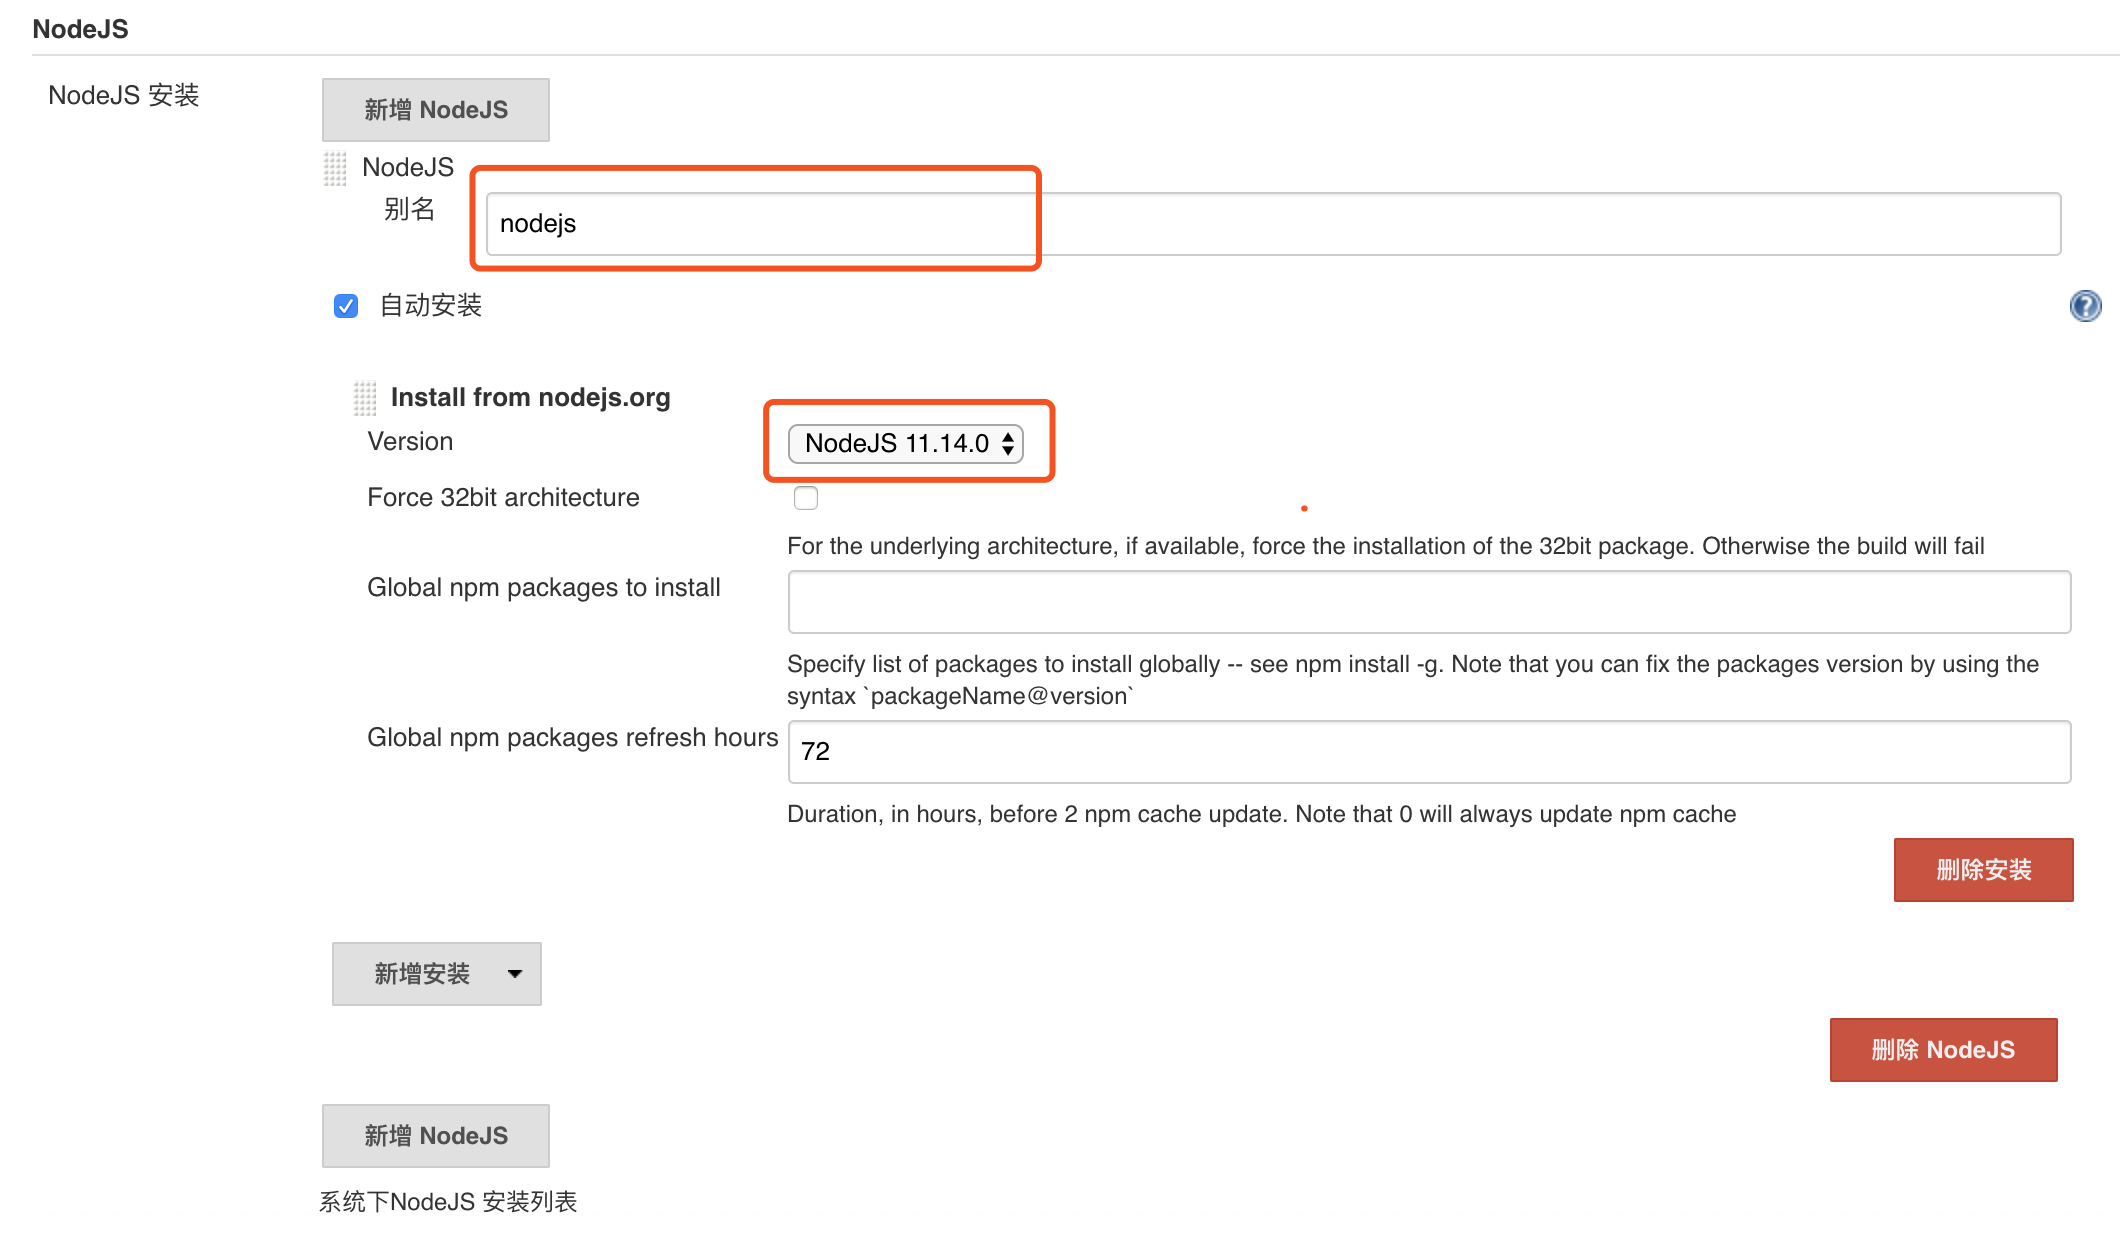 NodeJS
NodeJS 安装
新增 NodeJS
NodeJS
别名
nodejs
自动安装
?
Install from nodejs.org
Version
NodeJS 11.14.0
Force 32bit architecture
For the underlying architecture, if available, force the installation of the 32bit package. Otherwise the build will fail
Global npm packages to install
Specify list of packages to install globally -- see npm install -g. Note that you can fix the packages version by using the
syntax `packageName@version`
Global npm packages refresh hours
72
Duration, in hours, before 2 npm cache update. Note that 0 will always update npm cache
删除安装
新增安装
删除 NodeJS
新增 NodeJS
系统下NodeJS 安装列表